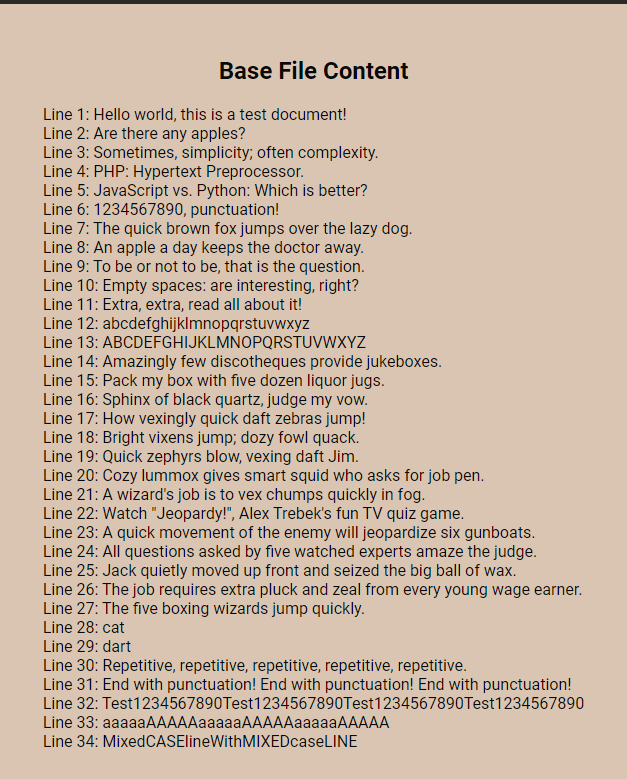 Base File Content
Line 1: Hello world, this is a test document!
Line 2: Are there any apples?
Line 3: Sometimes, simplicity; often complexity.
Line 4: PHP: Hypertext Preprocessor.
Line 5: JavaScript vs. Python: Which is better?
Line 6: 1234567890, punctuation!
Line 7: The quick brown fox jumps over the lazy dog.
Line 8: An apple a day keeps the doctor away.
Line 9: To be or not to be, that is the question.
Line 10: Empty spaces: are interesting, right?
Line 11: Extra, extra, read all about it!
Line 12: abcdefghijklmnopqrstuvwxyz
Line 13: ABCDEFGHIJKLMNOPQRSTUVWXYZ
Line 14: Amazingly few discotheques provide jukeboxes.
Line 15: Pack my box with five dozen liquor jugs.
Line 16: Sphinx of black quartz, judge my vow.
Line 17: How vexingly quick daft zebras jump!
Line 18: Bright vixens jump; dozy fowl quack.
Line 19: Quick zephyrs blow, vexing daft Jim.
Line 20: Cozy lummox gives smart squid who asks for job pen.
Line 21: A wizard's job is to vex chumps quickly in fog.
Line 22: Watch "Jeopardy!", Alex Trebek's fun TV quiz game.
Line 23: A quick movement of the enemy will jeopardize six gunboats.
Line 24: All questions asked by five watched experts amaze the judge.
Line 25: Jack quietly moved up front and seized the big ball of wax.
Line 26: The job requires extra pluck and zeal from every young wage earner.
Line 27: The five boxing wizards jump quickly.
Line 28: cat
Line 29: dart
Line 30: Repetitive, repetitive, repetitive, repetitive, repetitive.
Line 31: End with punctuation! End with punctuation! End with punctuation!
Line 32: Test1234567890Test1234567890Test1234567890Test1234567890
Line 33: aaaaaAAAAAaaaaaAAAAAaaaaaAAAAA
Line 34: MixedCASElineWithMIXEDcaseLINE